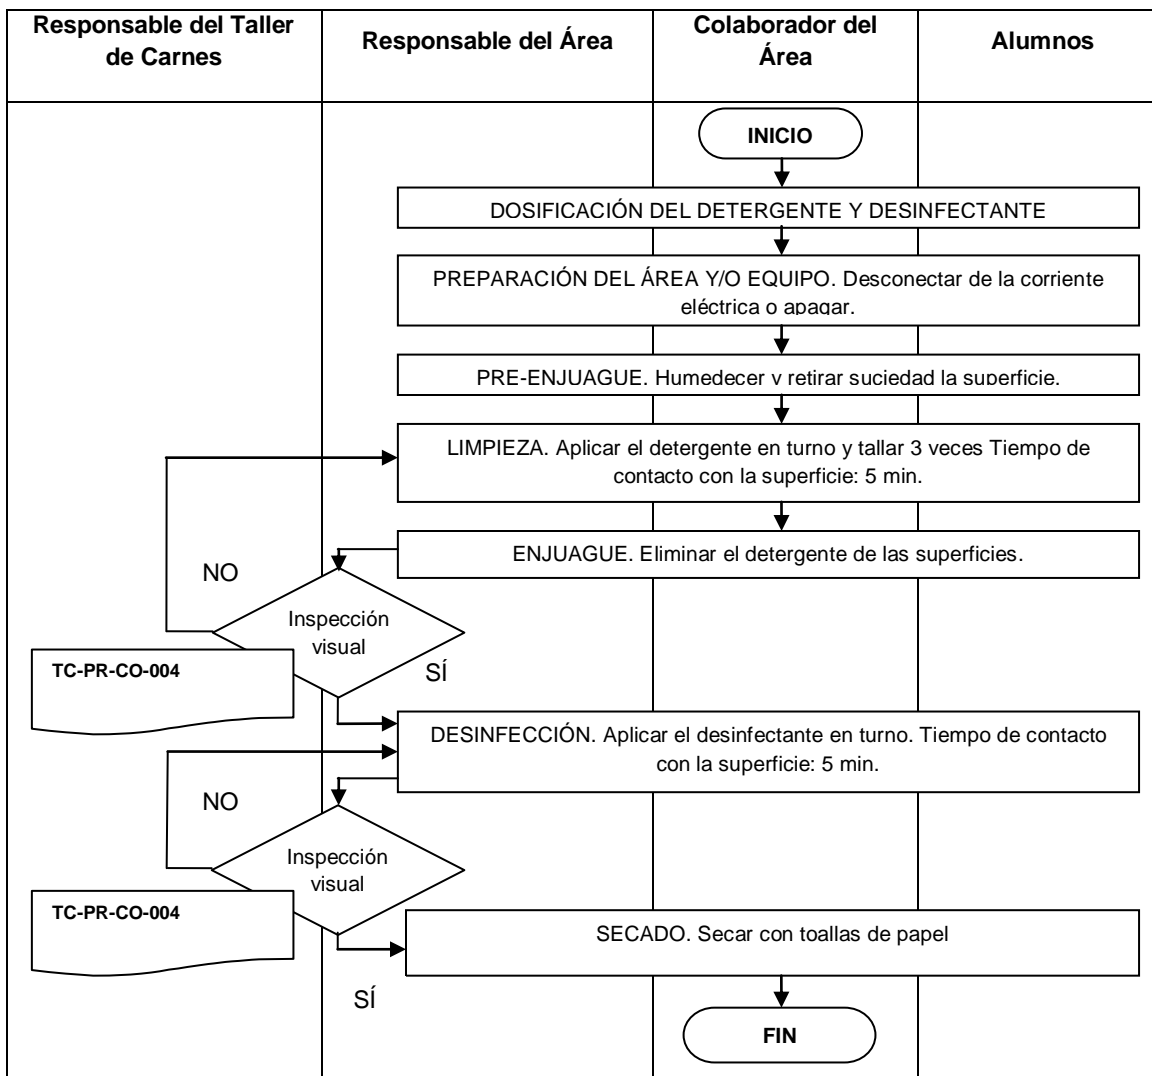 Responsable del Taller
de Carnes
Responsable del Área
Colaborador del
Área
Alumnos
INICIO
DOSIFICACIÓN DEL DETERGENTE Y DESINFECTANTE
PREPARACIÓN DEL ÁREA Y/O EQUIPO. Desconectar de la corriente
eléctrica o apagar.
PRE-ENJUAGUE. Humedecer y retirar suciedad la superficie.
LIMPIEZA. Aplicar el detergente en turno y tallar 3 veces Tiempo de
contacto con la superficie: 5 min.
ENJUAGUE. Eliminar el detergente de las superficies.
NO
Inspección
visual
SÍ
TC-PR-CO-004
DESINFECCIÓN. Aplicar el desinfectante en turno. Tiempo de contacto
con la superficie: 5 min.
NO
Inspección
visual
TC-PR-CO-004
SECADO. Secar con toallas de papel
SÍ
FIN